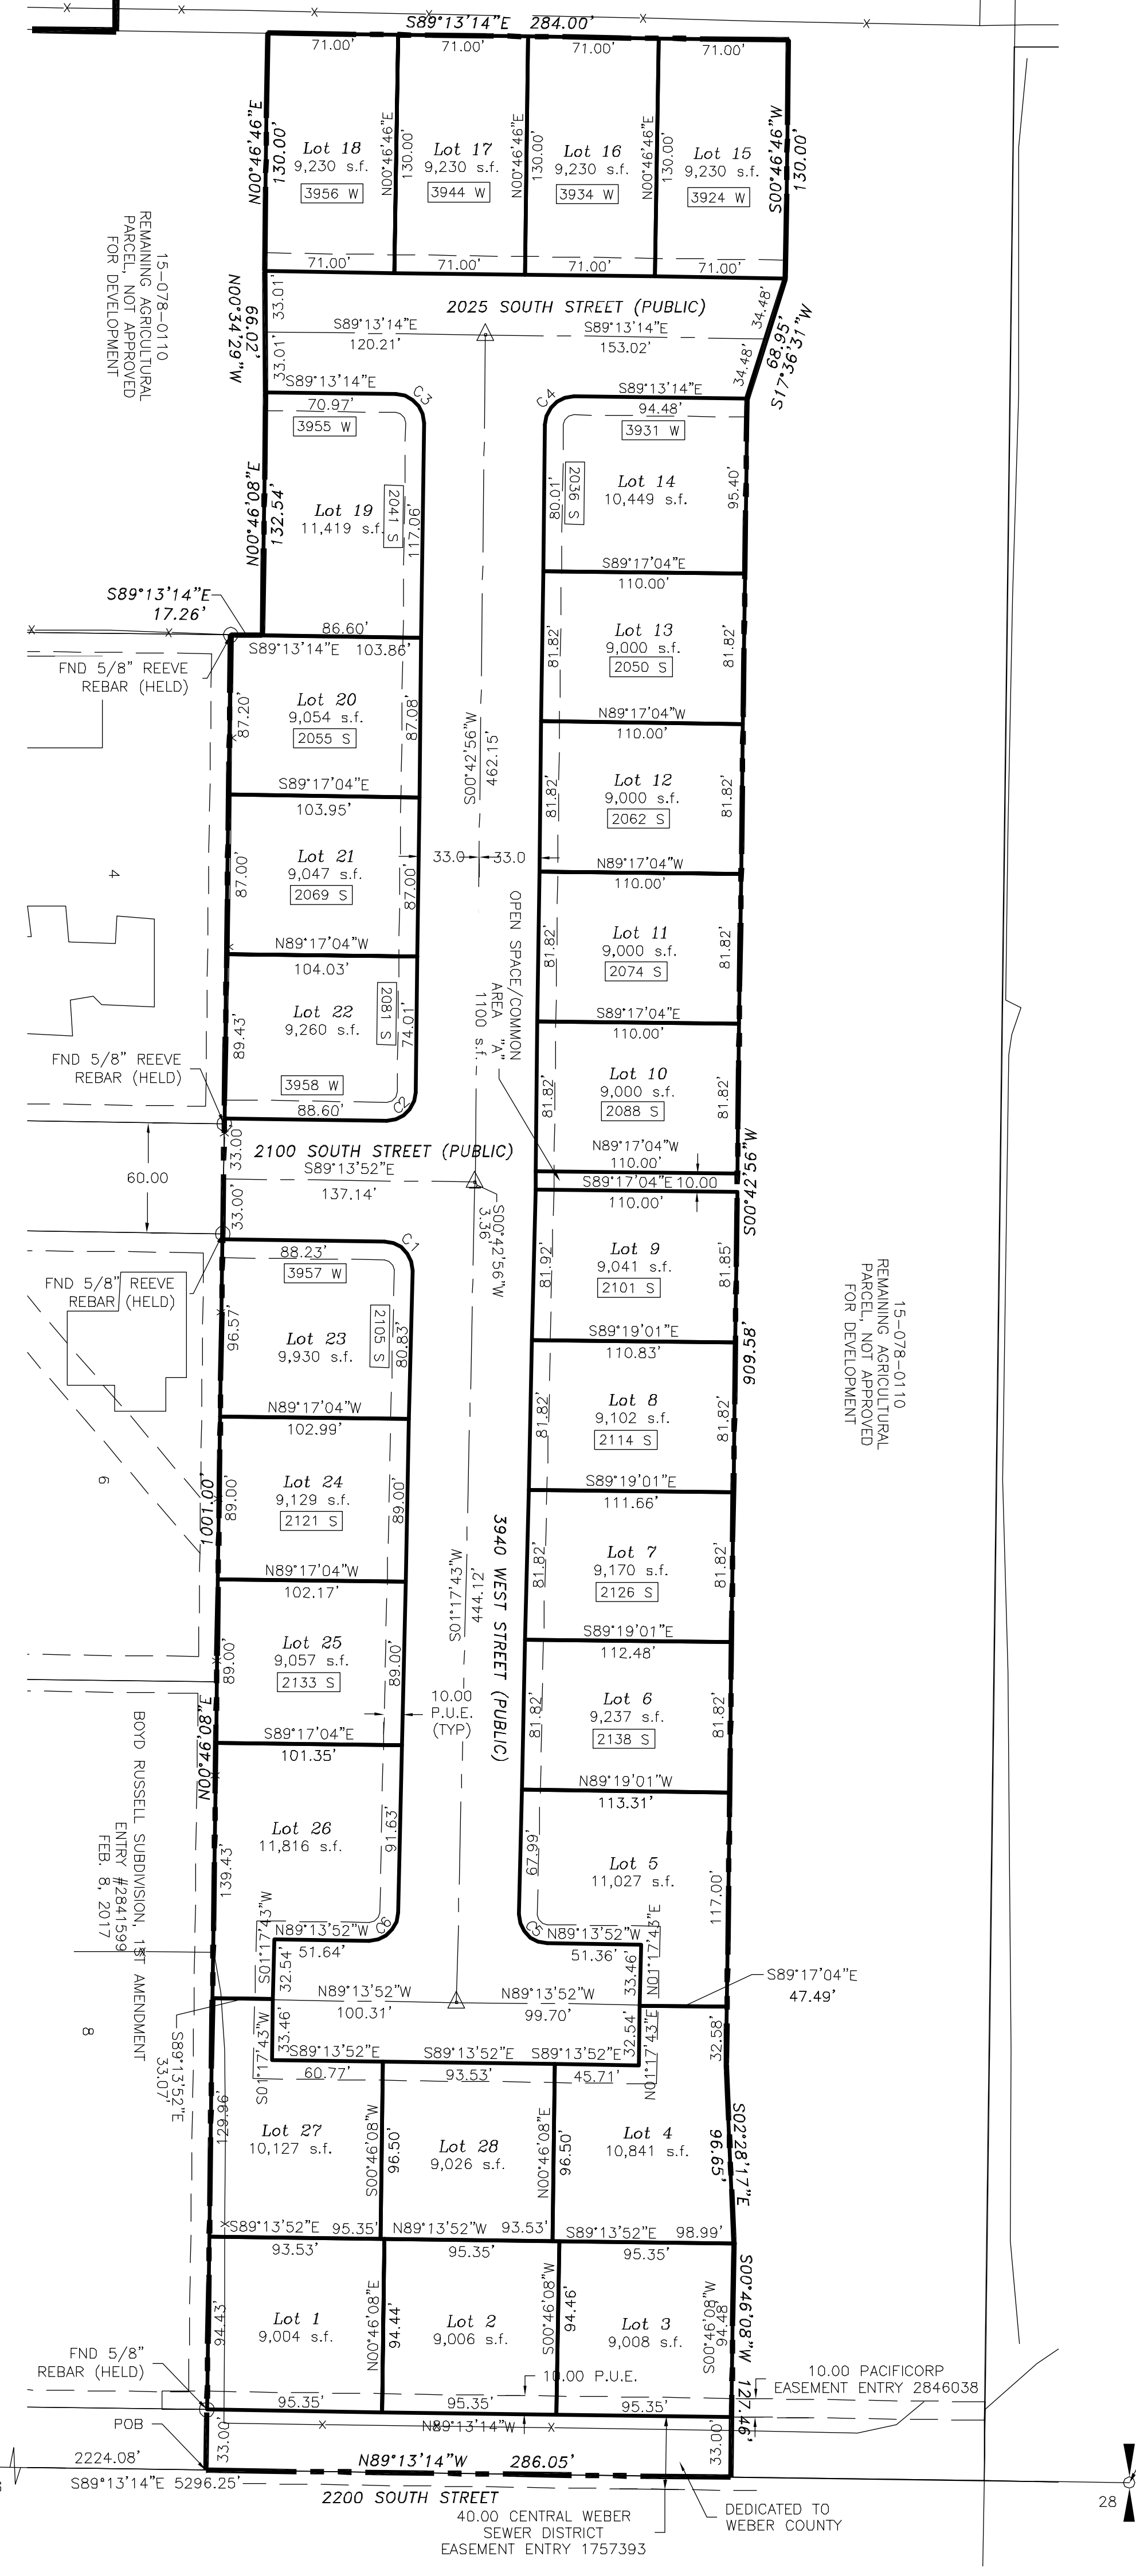 S89°13'14"E 284.00'
71.00'
71.00'
71.00'
71.00'
N00°46'46"E
130.00'
Lot 18
9,230 s.f.
3956 W
N00°46'46"E
130.00'
Lot 17
9,230 s.f.
3944 W
N00°46'46"E
130.00'
Lot 16
9,230 s.f.
3934 W
N00°46'46"E
130.00'
Lot 15
9,230 s.f.
3924 W
S00°46'46"W
130.00'
71.00'
71.00'
71.00'
71.00'
15-078-0110
REMAINING AGRICULTURAL
PARCEL, NOT APPROVED
FOR DEVELOPMENT
N00°34'29"W
66.02'
33.01'
33.01'
2025 SOUTH STREET (PUBLIC)
S89°13'14"E
120.21'
S89°13'14"E
153.02'
34.48'
34.48'
68.95'
S17°36'31"W
S89°13'14"E
70.97'
C3
3955 W
C4
S89°13'14"E
94.48'
3931 W
N00°46'08"E
132.54'
Lot 19
11,419 s.f.
2041 S
117.06'
80.01'
2036 S
Lot 14
10,449 s.f.
95.40'
S89°17'04"E
110.00'
S89°13'14"E
17.26'
86.60'
S89°13'14"E 103.86'
FND 5/8" REEVE
REBAR (HELD)
87.20'
Lot 20
9,054 s.f.
2055 S
87.08'
S00°42'56"W
462.15'
81.82'
Lot 13
9,000 s.f.
2050 S
81.82'
N89°17'04"W
110.00'
S89°17'04"E
103.95'
81.82'
Lot 12
9,000 s.f.
2062 S
81.82'
4
87.00'
Lot 21
9,047 s.f.
2069 S
87.00'
33.0
33.0
N89°17'04"W
110.00'
N89°17'04"W
104.03'
OPEN SPACE/COMMON
AREA "A"
1100 s.f.
81.82'
Lot 11
9,000 s.f.
2074 S
81.82'
S89°17'04"E
110.00'
89.43'
Lot 22
9,260 s.f.
2081 S
74.01'
FND 5/8" REEVE
REBAR (HELD)
3958 W
88.60'
C2
81.82'
Lot 10
9,000 s.f.
2088 S
81.82'
N89°17'04"W
110.00'
S89°17'04"E 10.00
110.00'
33.00'
33.00'
60.00
2100 SOUTH STREET (PUBLIC)
S89°13'52"E
137.14'
S00°42'56"W
3.36'
S00°42'56"W
909.58'
FND 5/8" REEVE
REBAR (HELD)
88.23'
3957 W
C1
96.57'
Lot 23
9,930 s.f.
2105 S
80.83'
81.92'
Lot 9
9,041 s.f.
2101 S
81.85'
S89°19'01"E
110.83'
15-078-0110
REMAINING AGRICULTURAL
PARCEL, NOT APPROVED
FOR DEVELOPMENT
N89°17'04"W
102.99'
81.82'
Lot 8
9,102 s.f.
2114 S
81.82'
6
1001.00'
89.00'
Lot 24
9,129 s.f.
2121 S
89.00'
S89°19'01"E
111.66'
N89°17'04"W
102.17'
S01°17'43"W
444.12'
3940 WEST STREET (PUBLIC)
81.82'
Lot 7
9,170 s.f.
2126 S
81.82'
S89°19'01"E
112.48'
89.00'
Lot 25
9,057 s.f.
2133 S
89.00'
10.00
P.U.E.
(TYP)
81.82'
Lot 6
9,237 s.f.
2138 S
81.82'
N00°46'08"E
S89°17'04"E
101.35'
N89°19'01"W
113.31'
BOYD RUSSELL SUBDIVISION, 1ST AMENDMENT
ENTRY #2841599
FEB. 8, 2017
8
139.43'
Lot 26
11,816 s.f.
91.63'
C6
67.99'
Lot 5
11,027 s.f.
117.00'
C5
N89°13'52"W
51.64'
N89°13'52"W
51.36'
S01°17'43"W
32.54'
33.46'
N01°17'43"E
S89°17'04"E
47.49'
N89°13'52"W
100.31'
N89°13'52"W
99.70'
S89°13'52"E
33.07'
S01°17'43"W
33.46'
32.54'
N01°17'43"E
32.58'
S89°13'52"E
60.77'
S89°13'52"E
93.53'
S89°13'52"E
45.71'
129.96'
Lot 27
10,127 s.f.
S00°46'08"W
96.50'
Lot 28
9,026 s.f.
N00°46'08"E
96.50'
Lot 4
10,841 s.f.
S02°28'17"E
96.65'
S89°13'52"E 95.35'
N89°13'52"W 93.53'
S89°13'52"E 98.99'
93.53'
95.35'
95.35'
94.43'
Lot 1
9,004 s.f.
N00°46'08"E
94.44'
Lot 2
9,006 s.f.
S00°46'08"W
94.46'
Lot 3
9,008 s.f.
S00°46'08"W
94.48'
S00°46'08"W 127.46'
FND 5/8"
REBAR (HELD)
10.00 P.U.E.
10.00 PACIFICORP
EASEMENT ENTRY 2846038
95.35'
95.35'
95.35'
N89°13'14"W
POB
33.00'
33.00'
2224.08'
N89°13'14"W 286.05'
S89°13'14"E 5296.25'
2200 SOUTH STREET
40.00 CENTRAL WEBER
SEWER DISTRICT
EASEMENT ENTRY 1757393
DEDICATED TO
WEBER COUNTY
28